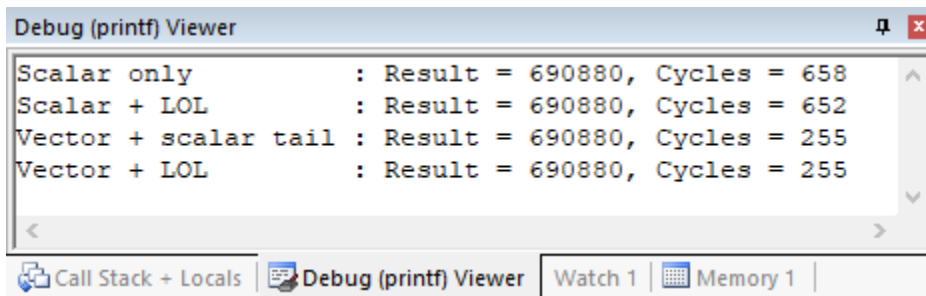 Debug (printf) Viewer
Scalar only : Result = 690880, Cycles = 658
Scalar + LOL : Result = 690880, Cycles = 652
Vector + scalar tail : Result = 690880, Cycles = 255
Vector + LOL : Result = 690880, Cycles = 255
Call Stack + Locals Debug (printf) Viewer Watch 1 Memory 1